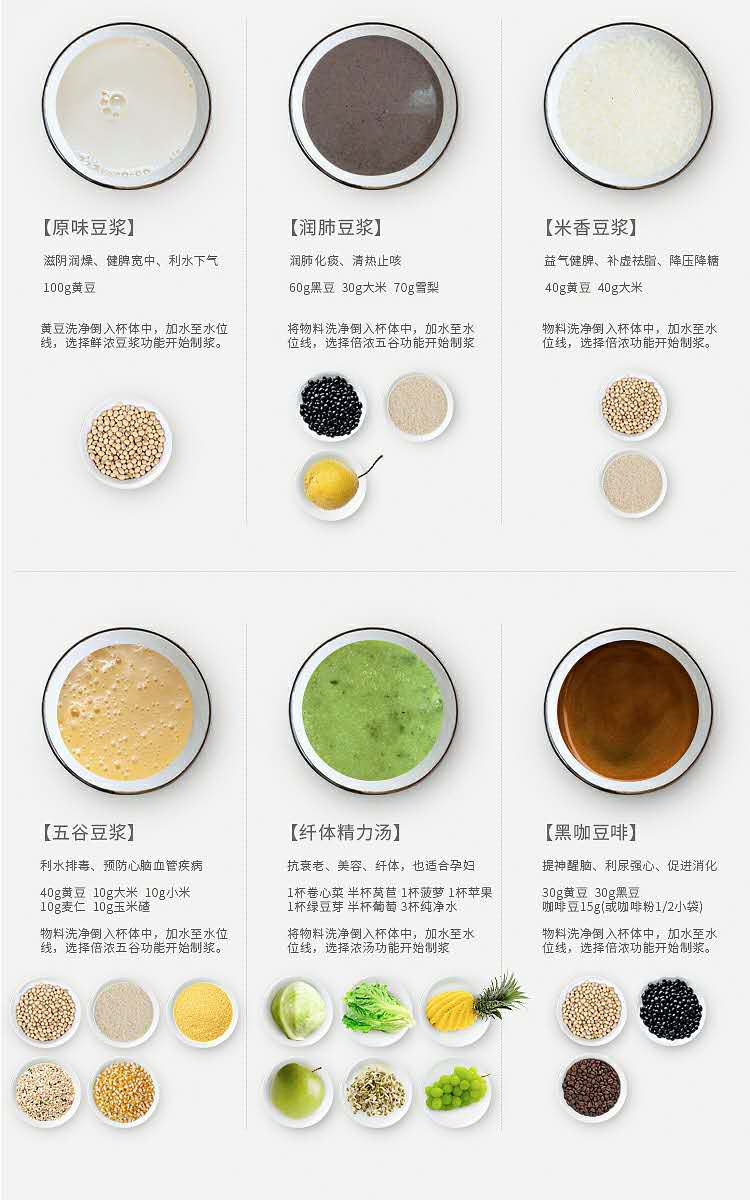 【原味豆浆】
滋阴润燥、健脾宽中、利水下气
100g黄豆
黄豆洗净倒入杯体中，加水至水位
线，选择鲜浓豆浆功能开始制浆。
【润肺豆浆】
润肺化痰、清热止咳
60g黑豆 30g大米 70g雪梨
将物料洗净倒入杯体中，加水至水
位线，选择倍浓五谷功能开始制浆
【米香豆浆】
益气健脾、补虚祛脂、降压降糖
40g黄豆 40g大米
物料洗净倒入杯体中，加水至水
位线，选择倍浓功能开始制浆。
【五谷豆浆】
利水排毒、预防心脑血管疾病
40g黄豆 10g大米 10g小米
10g麦仁 10g玉米碴
物料洗净倒入杯体中，加水至水位
线，选择倍浓五谷功能开始制浆。
【纤体精力汤】
抗衰老、美容、纤体，也适合孕妇
1杯卷心菜 半杯莴苣 1杯菠萝 1杯苹果
1杯绿豆芽 半杯葡萄 3杯纯净水
将物料洗净倒入杯体中，加水至水
位线，选择浓汤功能开始制浆
【黑咖豆啡】
提神醒脑、利尿强心、促进消化
30g黄豆 30g黑豆
咖啡豆15g(或咖啡粉1/2小袋)
物料洗净倒入杯体中，加水至水
位线，选择倍浓功能开始制浆。